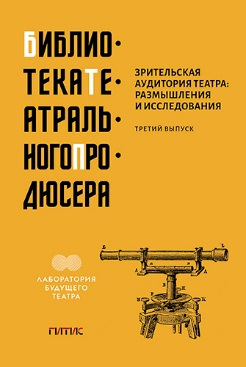 БИБЛИО·
ТЕКАТЕ·
АТРАЛЬ·
НОГОПРО·
ДЮСЕРА
ЗРИТЕЛЬСКАЯ
АУДИТОРИЯ ТЕАТРА:
РАЗМЫШЛЕНИЯ
И ИССЛЕДОВАНИЯ
ТРЕТИЙ ВЫПУСК
ЛАБОРАТОРИЯ
БУДУЩЕГО
ТЕАТРА
ГИТИС